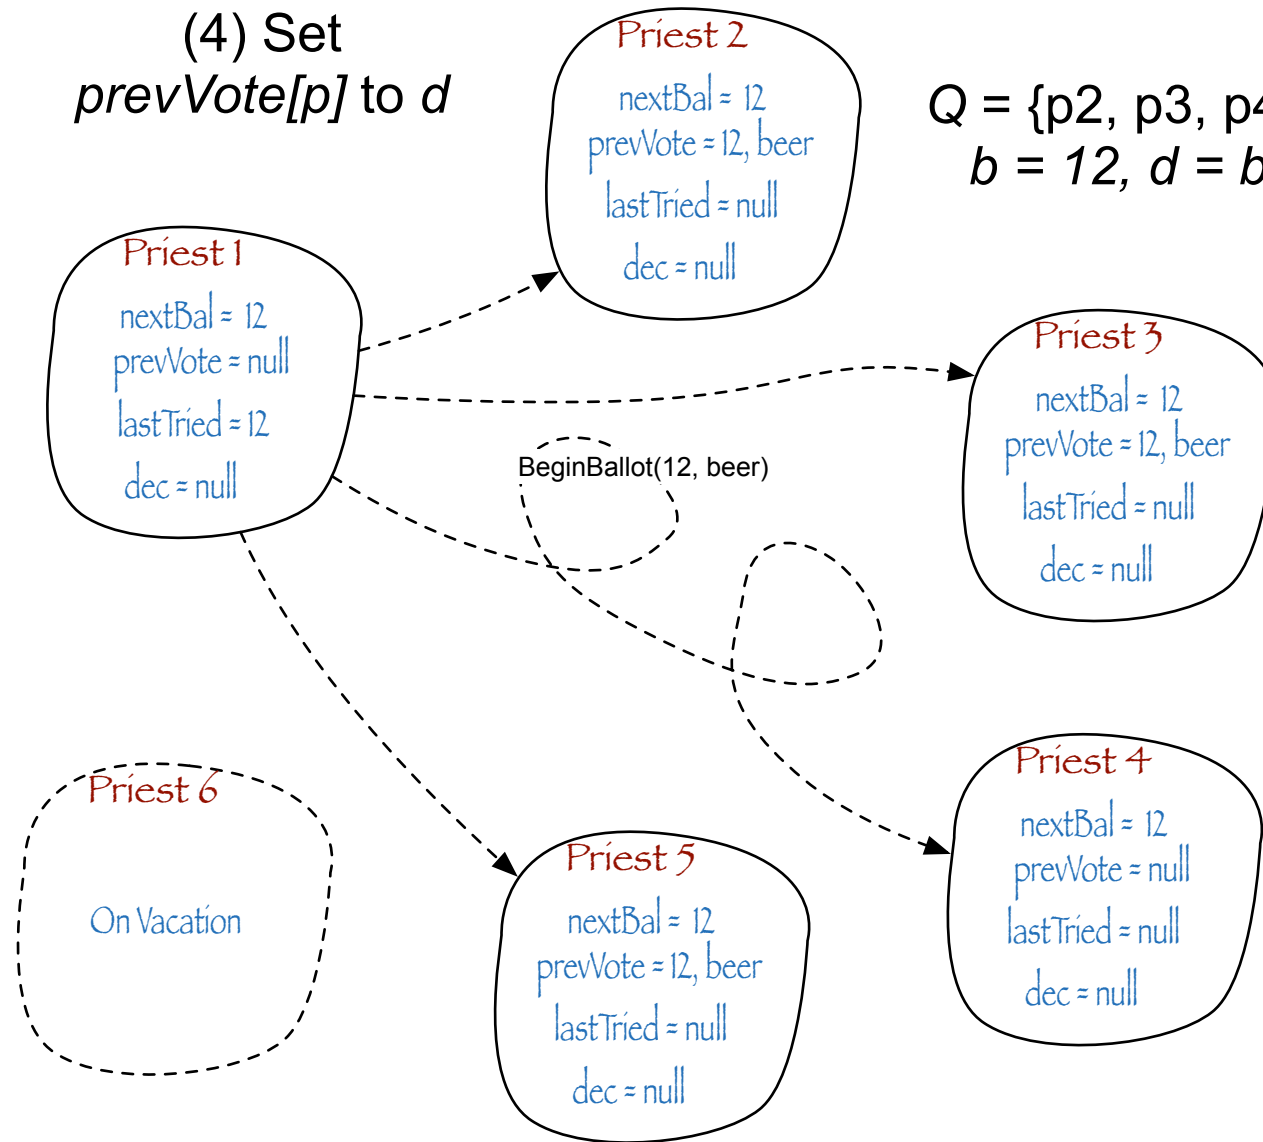 (4) Set
prevVote[p] to d
Q = {p2, p3, p4
b = 12, d = b
Priest 2
nextBal = 12
prevVote = 12, beer
lastTried = null
dec = null
Priest 1
nextBal = 12
prevVote = null
lastTried = 12
dec = null
Priest 3
nextBal = 12
prevVote = 12, beer
lastTried = null
dec = null
BeginBallot(12, beer)
Priest 4
nextBal = 12
prevVote = null
lastTried = null
dec = null
Priest 6
On Vacation
Priest 5
nextBal = 12
prevVote = 12, beer
lastTried = null
dec = null